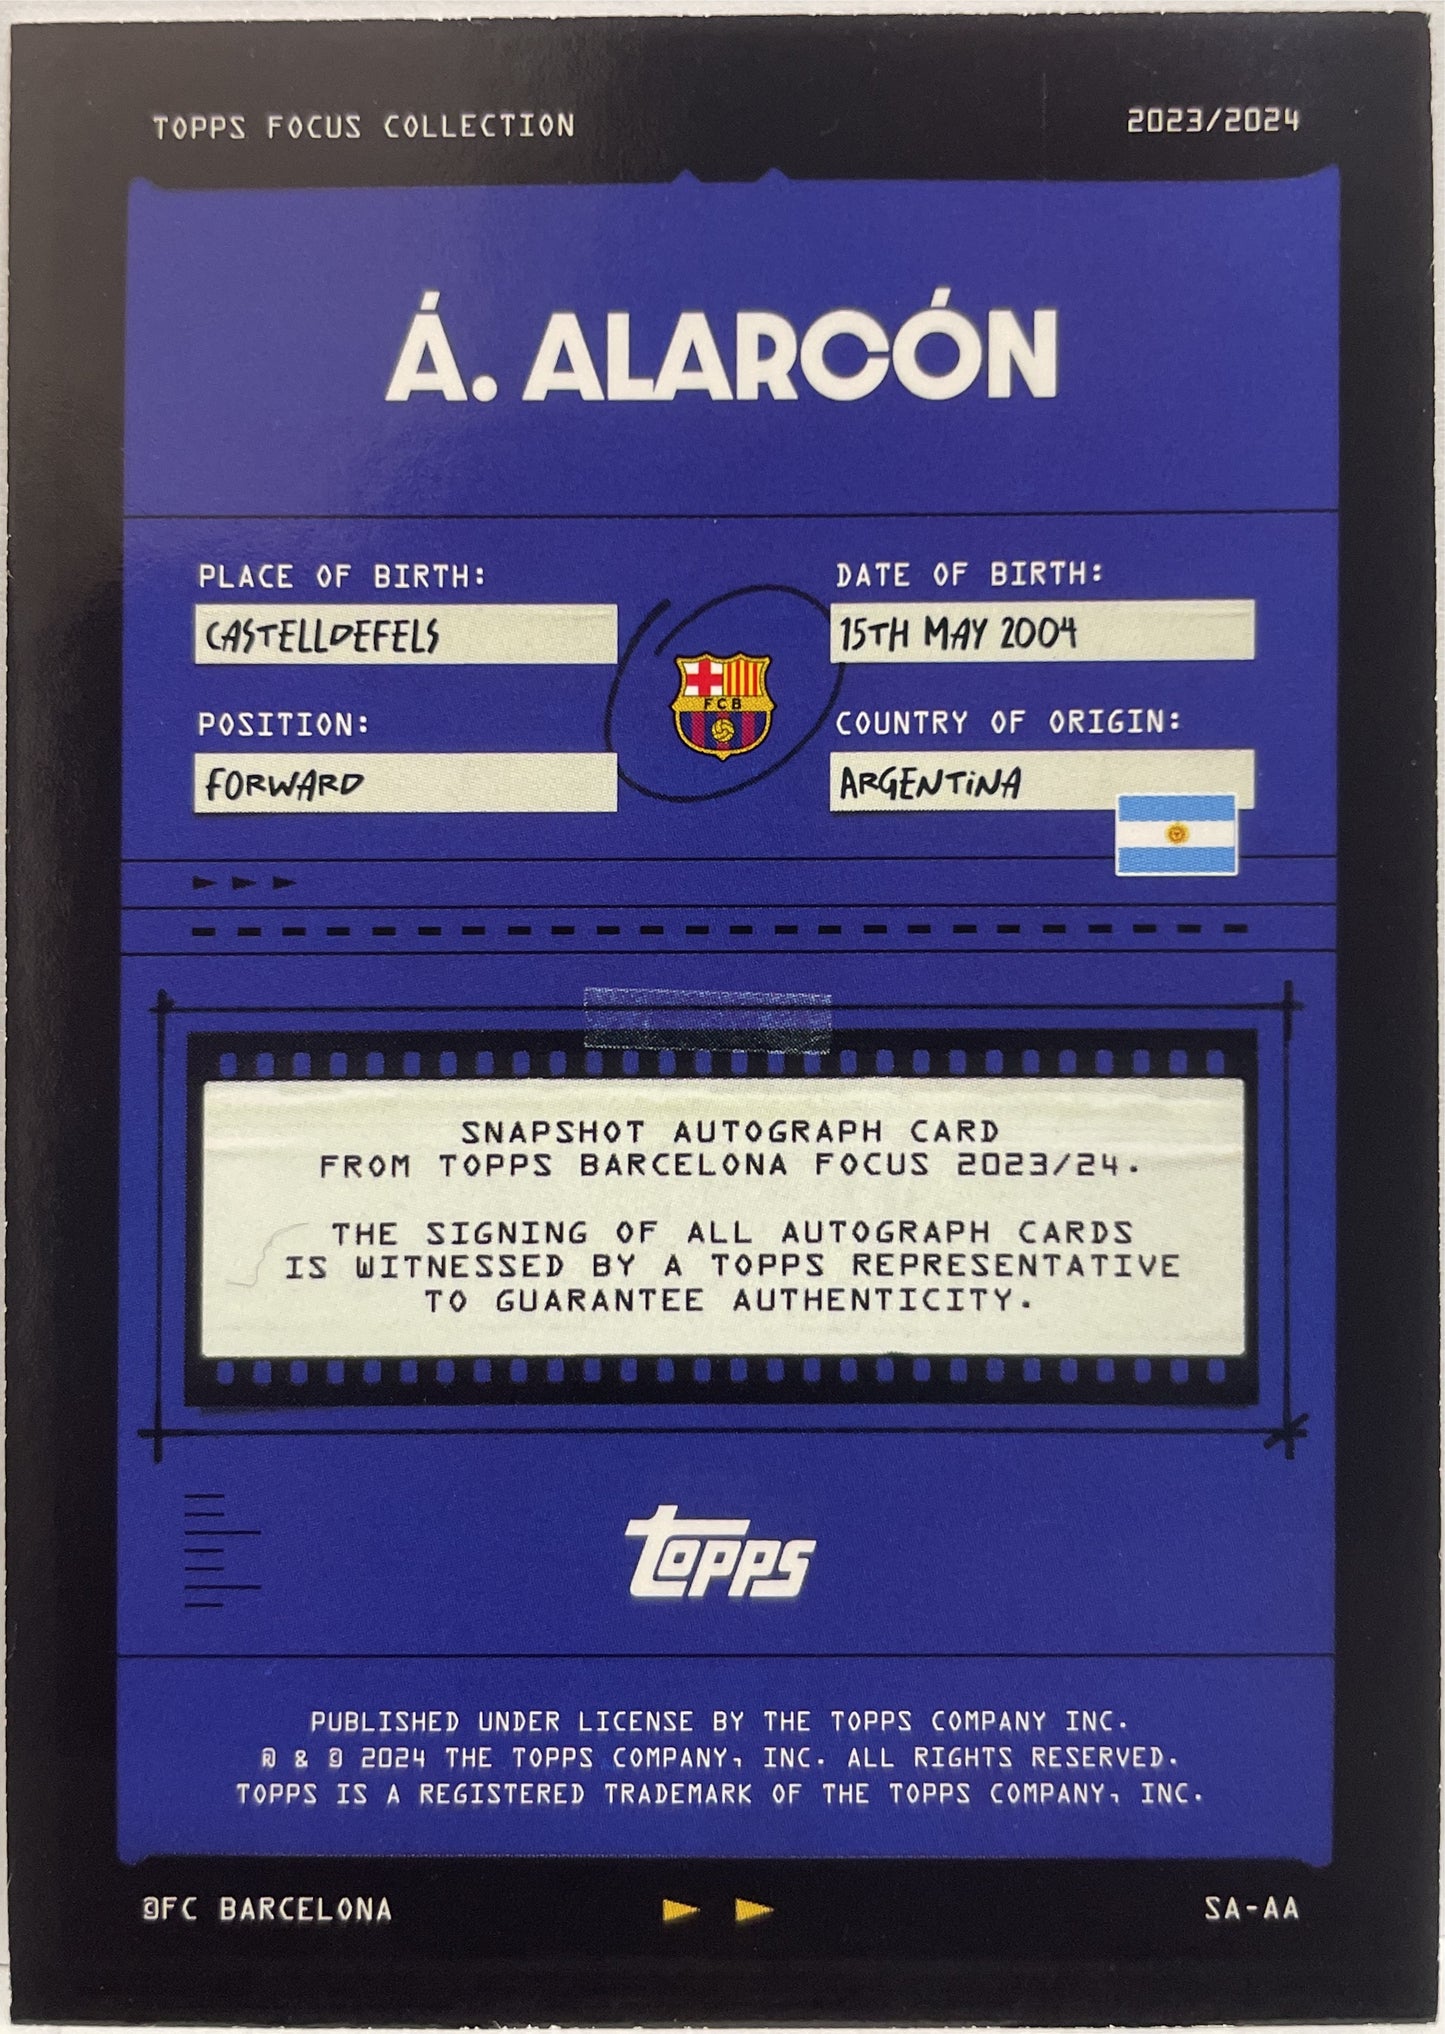 TOPPS FOCUS COLLECTION
2023/2024
Á. ALARCÓN
PLACE OF BIRTH:
CASTELLDEFELS
DATE OF BIRTH:
15TH MAY 2004
POSITION:
FORWARD
COUNTRY OF ORIGIN:
ARGENTINA
FCB
SNAPSHOT AUTOGRAPH CARD
FROM TOPPS BARCELONA FOCUS 2023/24.
THE SIGNING OF ALL AUTOGRAPH CARDS
IS WITNESSED BY A TOPPS REPRESENTATIVE
TO GUARANTEE AUTHENTICITY.
topps
PUBLISHED UNDER LICENSE BY THE TOPPS COMPANY INC.
® & © 2024 THE TOPPS COMPANY, INC. ALL RIGHTS RESERVED.
TOPPS IS A REGISTERED TRADEMARK OF THE TOPPS COMPANY, INC.
©FC BARCELONA
SA-AA